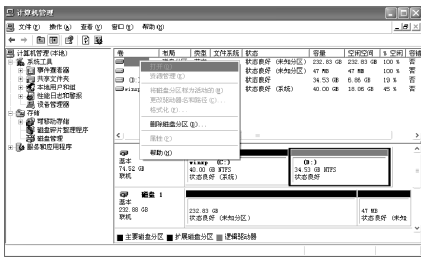 计算机管理
文件(F) 操作(A) 查看(V) 窗口(W) 帮助(H)
计算机管理(本地)
系统工具
事件查看器
共享文件夹
本地用户和组
性能日志和警报
设备管理器
存储
可移动存储
磁盘碎片整理程序
磁盘管理
服务和应用程序
卷 布局 类型 文件系统 状态 容量 空闲空间 % 空闲 容错
状态良好 (未知分区) 232.83 GB 232.83 GB 100 % 否
状态良好 (未知分区) 47 MB 47 MB 100 % 否
状态良好 34.53 GB 8.86 GB 19 % 否
状态良好 (系统) 40.00 GB 18.06 GB 45 % 否
打开(O)
资源管理(E)
将磁盘分区标为活动的(M)
更改驱动器名和路径(C)...
格式化(F)...
删除磁盘分区(D)...
属性(P)
帮助(H)
基本
74.52 GB
联机
winxp (C:)
40.00 GB NTFS
状态良好 (系统)
(D:)
34.53 GB NTFS
状态良好
磁盘 1
基本
232.88 GB
联机
232.83 GB
状态良好 (未知分区)
47 MB
状态良好 (未知
主要磁盘分区 扩展磁盘分区 逻辑驱动器